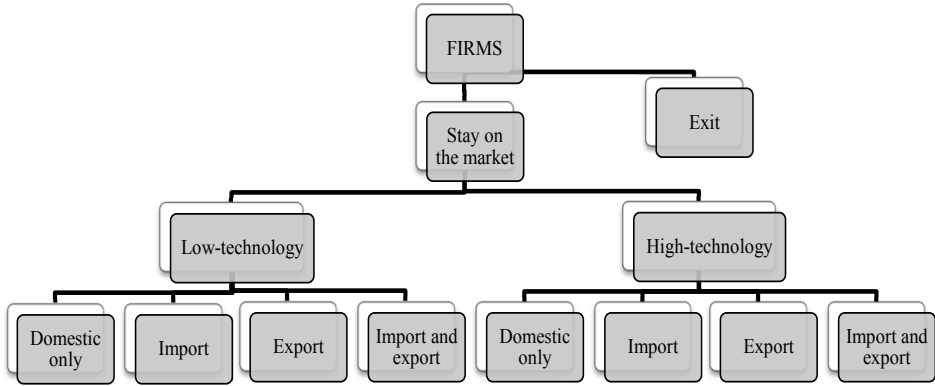 FIRMS
Exit
Stay on
the market
Low-technology
High-technology
Domestic
only
Import
Export
Import and
export
Domestic
only
Import
Export
Import and
export